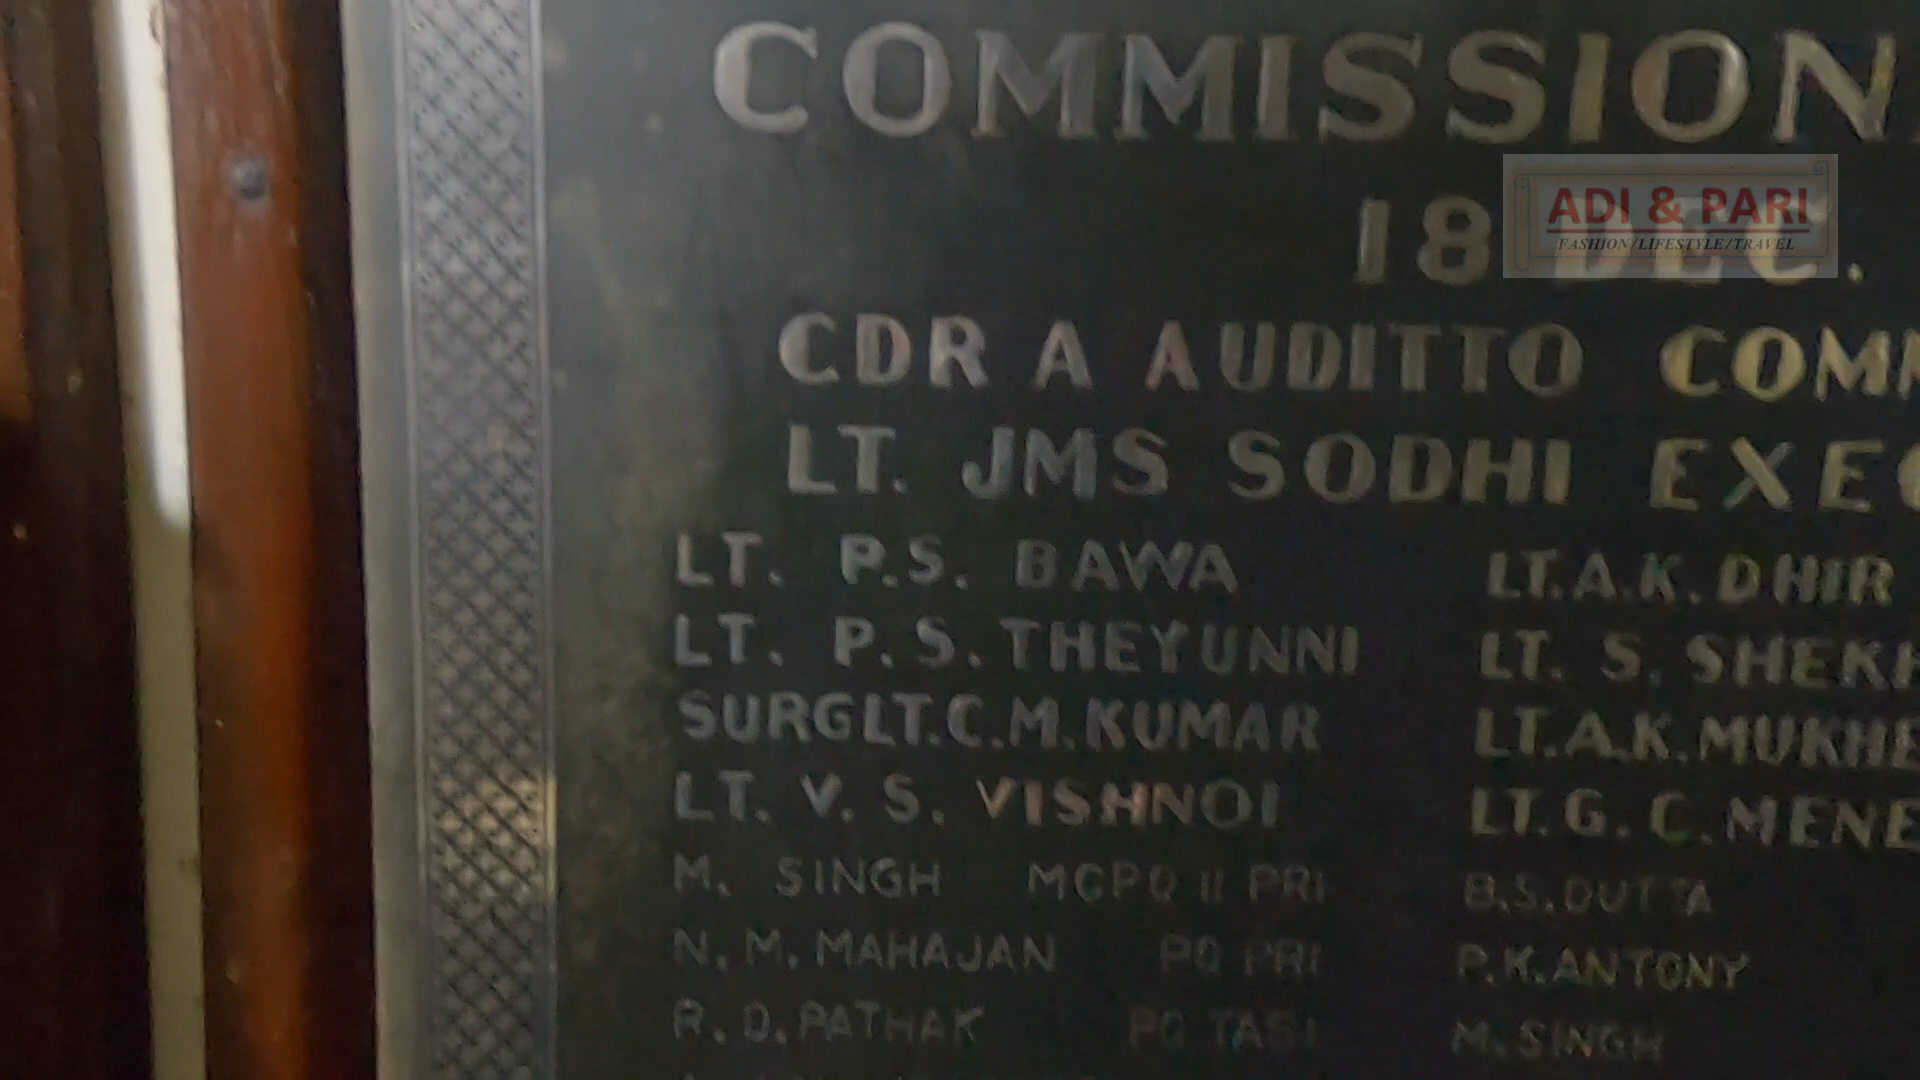 COMMISSION
18 DEC.
ADI & PARI
FASHION/LIFESTYLE/TRAVEL
CDR A AUDITTO COMM
LT. JMS SODHI EXEC
LT. P.S. BAWA LT.A.K.DHIR
LT. P.S.THEYUNNI LT. S. SHEKH
SURGLT.C.M.KUMAR LT.A.K.MUKHE
LT. V. S. VISHNOI LT.G.C.MENE
M. SINGH MCPO II PRI B.S.DUTTA
N.M.MAHAJAN PO PRI P.K.ANTONY
R.D.PATHAK PO TASI M.SINGH